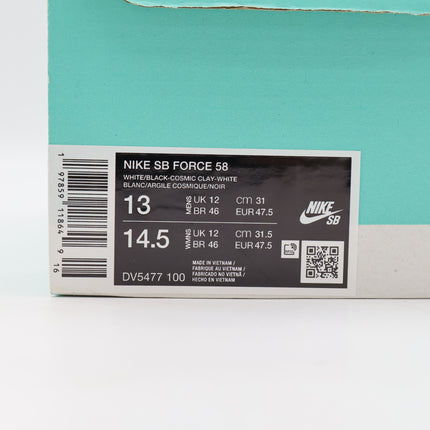 NIKE SB FORCE 58
WHITE/BLACK-COSMIC CLAY-WHITE
BLANC/ARGILE COSMIQUE/NOIR
13 MENS UK 12 cm 31
BR 46 EUR 47.5
14.5 WMNS UK 12 cm 31.5
BR 46 EUR 47.5
NIKE
SB
DV5477 100
MADE IN VIETNAM /
FABRIQUE AU VIETNAM /
FABRICADO NO VIETNÃ /
HECHO EN VIETNAM
1 97859 11864 9
16